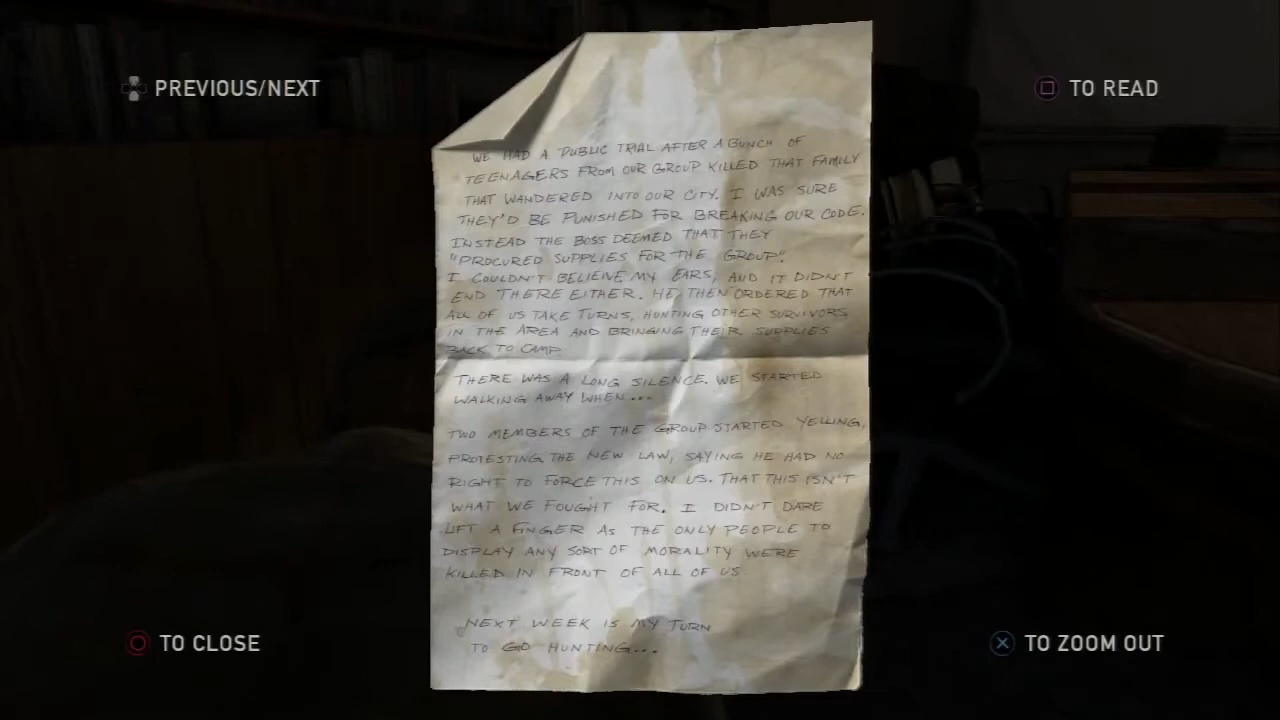 PREVIOUS/NEXT
TO READ
WE HAD A PUBLIC TRIAL AFTER A BUNCH OF
TEENAGERS FROM OUR GROUP KILLED THAT FAMILY
THAT WANDERED INTO OUR CITY. I WAS SURE
THEY'D BE PUNISHED FOR BREAKING OUR CODE.
INSTEAD THE BOSS DEEMED THAT THEY
"PROCURED SUPPLIES FOR THE GROUP".
I COULDN'T BELIEVE MY EARS, AND IT DIDN'T
END THERE EITHER. HE THEN ORDERED THAT
ALL OF US TAKE TURNS, HUNTING OTHER SURVIVORS
IN THE AREA AND BRINGING THEIR SUPPLIES
BACK TO CAMP
THERE WAS A LONG SILENCE. WE STARTED
WALKING AWAY WHEN...
TWO MEMBERS OF THE GROUP STARTED YELLING,
PROTESTING THE NEW LAW, SAYING HE HAD NO
RIGHT TO FORCE THIS ON US. THAT THIS ISN'T
WHAT WE FOUGHT FOR. I DIDN'T DARE
LIFT A FINGER AS THE ONLY PEOPLE TO
DISPLAY ANY SORT OF MORALITY WERE
KILLED IN FRONT OF ALL OF US
NEXT WEEK IS MY TURN
TO GO HUNTING...
TO CLOSE
TO ZOOM OUT